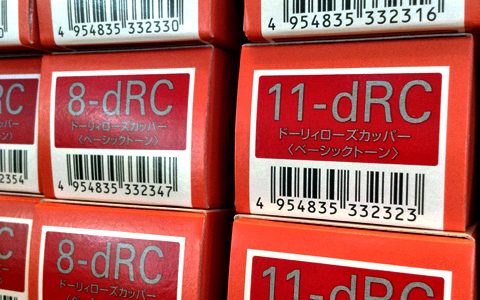 4 954835 332330
4 954835 332316
RC
2354
8-dRC
ドーリィローズカッパー
〈ベーシックトーン〉
4 954835 332347
11-dRC
ドーリィローズカッパー
〈ベーシックトーン〉
4 954835 332323
8-dRC
ドーリィローズカッパー
11-dRC